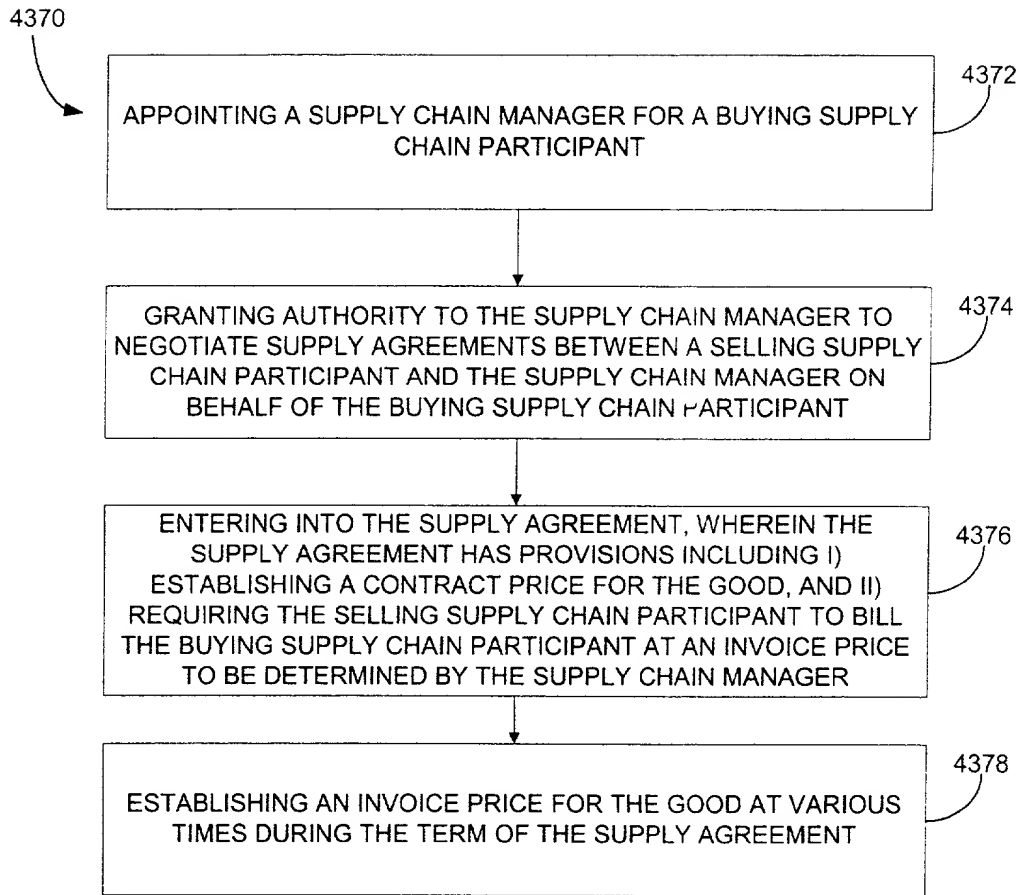 4370
4372
APPOINTING A SUPPLY CHAIN MANAGER FOR A BUYING SUPPLY
CHAIN PARTICIPANT
4374
GRANTING AUTHORITY TO THE SUPPLY CHAIN MANAGER TO
NEGOTIATE SUPPLY AGREEMENTS BETWEEN A SELLING SUPPLY
CHAIN PARTICIPANT AND THE SUPPLY CHAIN MANAGER ON
BEHALF OF THE BUYING SUPPLY CHAIN PARTICIPANT
4376
ENTERING INTO THE SUPPLY AGREEMENT, WHEREIN THE
SUPPLY AGREEMENT HAS PROVISIONS INCLUDING I)
ESTABLISHING A CONTRACT PRICE FOR THE GOOD, AND II)
REQUIRING THE SELLING SUPPLY CHAIN PARTICIPANT TO BILL
THE BUYING SUPPLY CHAIN PARTICIPANT AT AN INVOICE PRICE
TO BE DETERMINED BY THE SUPPLY CHAIN MANAGER
4378
ESTABLISHING AN INVOICE PRICE FOR THE GOOD AT VARIOUS
TIMES DURING THE TERM OF THE SUPPLY AGREEMENT